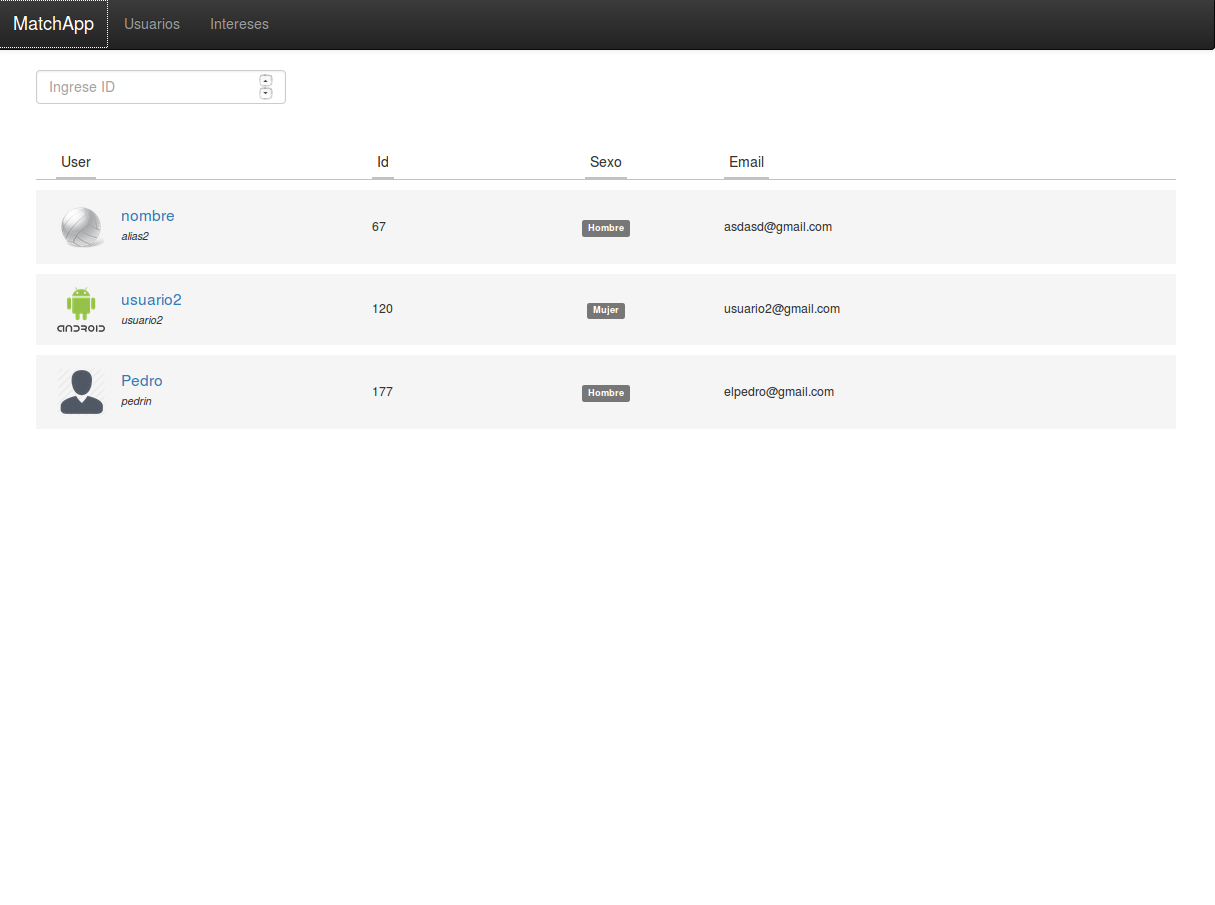 MatchApp Usuarios Intereses
Ingrese ID
User Id Sexo Email
nombre
alias2
67 Hombre asdasd@gmail.com
usuario2
usuario2
ANDROID
120 Mujer usuario2@gmail.com
Pedro
pedrin
177 Hombre elpedro@gmail.com